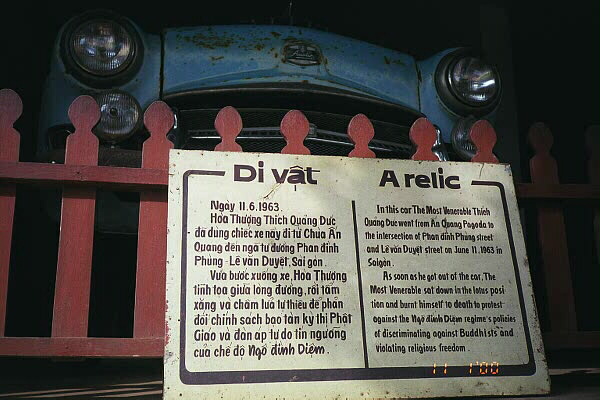 Di vật
Ngày 11.6.1963
Hòa Thượng Thích Quảng Đức
đã dùng chiếc xe này đi từ Chùa Ấn
Quang đến ngã tư đường Phan đình
Phùng - Lê văn Duyệt, Sài gòn.
Vừa bước xuống xe, Hòa Thượng
tĩnh tọa giữa lòng đường, rồi tẩm
xăng và châm lửa tự thiêu để phản
đối chính sách bạo tàn kỳ thị Phật
Giáo và đàn áp tự do tín ngưỡng
của chế độ Ngô đình Diệm.
A relic
In this car The Most Venerable Thich
Quảng Đức went from Ấn Quang Pagoda to
the intersection of Phan đình Phùng street
and Lê văn Duyệt street on June 11, 1963 in
Saigòn.
As soon as he got out of the car, The
Most Venerable sat down in the lotus posi
tion and burnt himself to death to protest
against the Ngô đình Diệm regime's policies
of discriminating against Buddhists and
violating religious freedom.
11 1'00